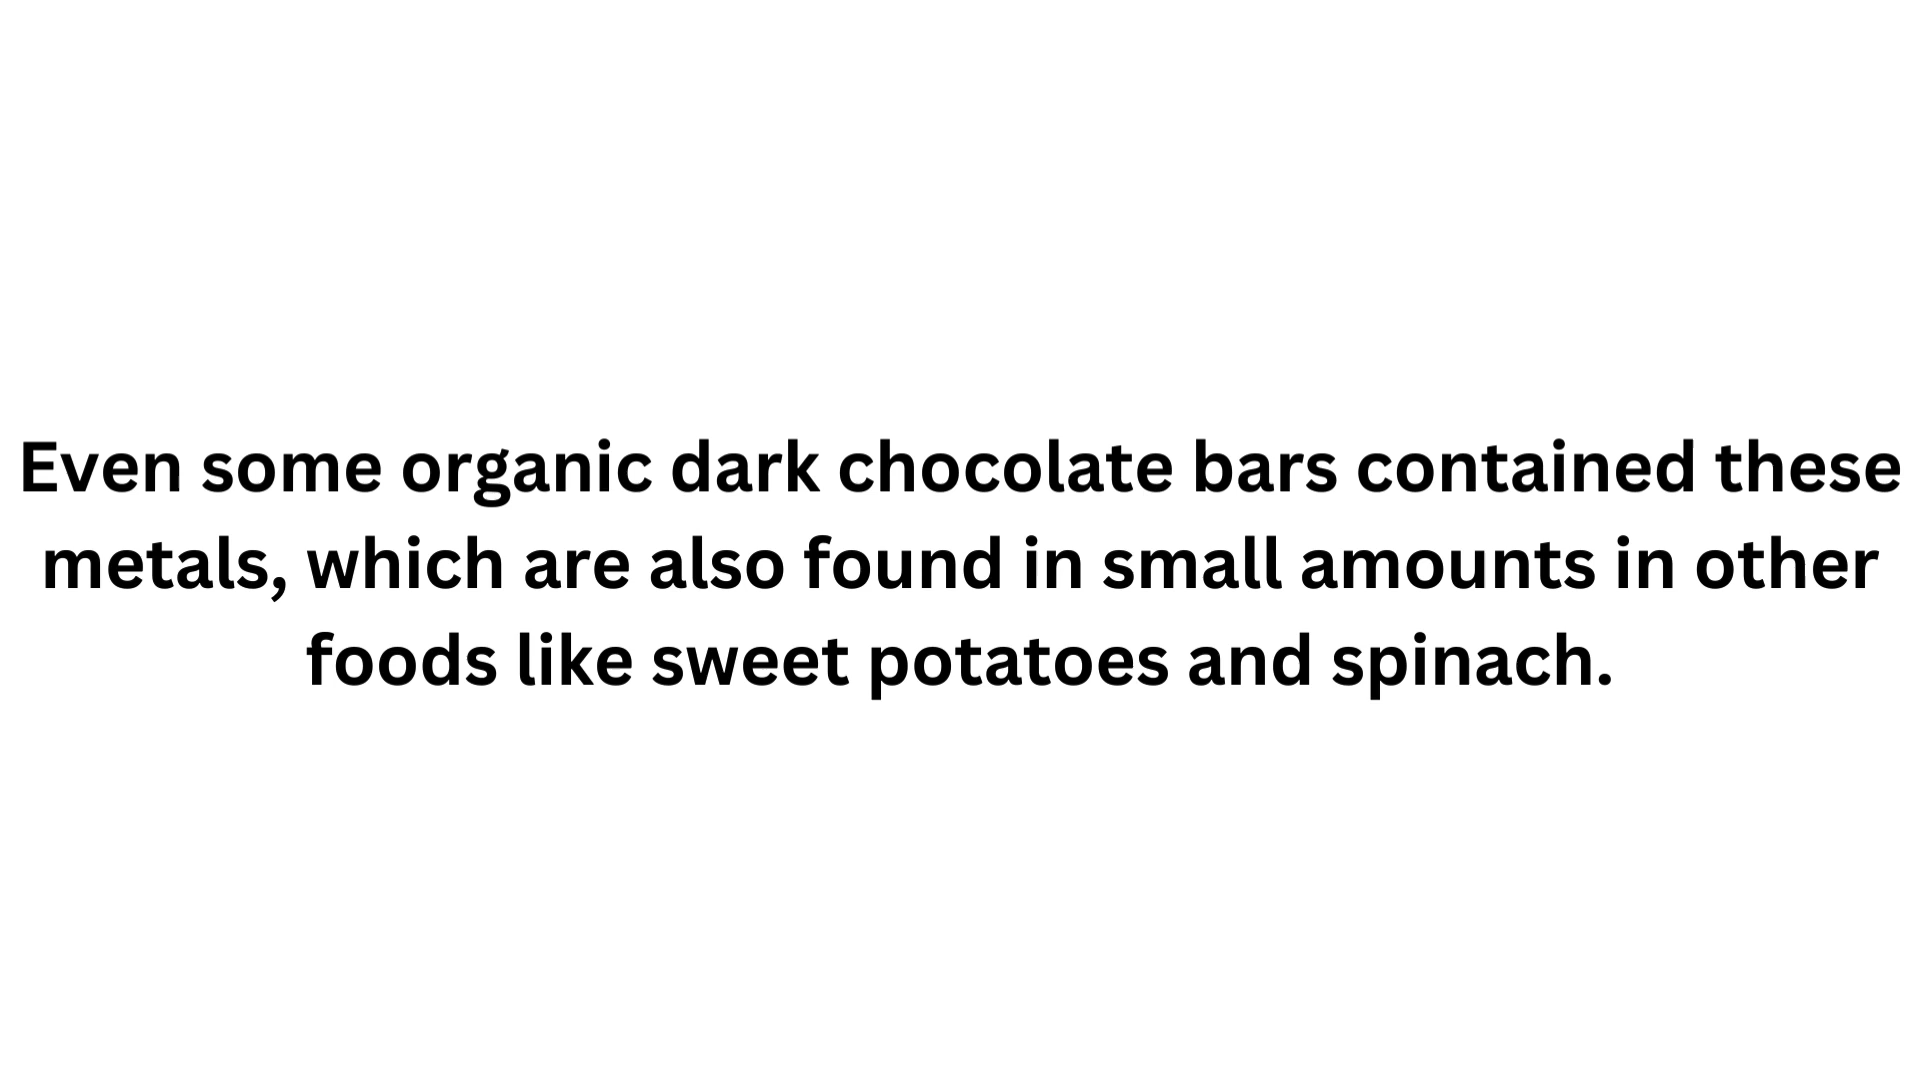 Even some organic dark chocolate bars contained these
metals, which are also found in small amounts in other
foods like sweet potatoes and spinach.